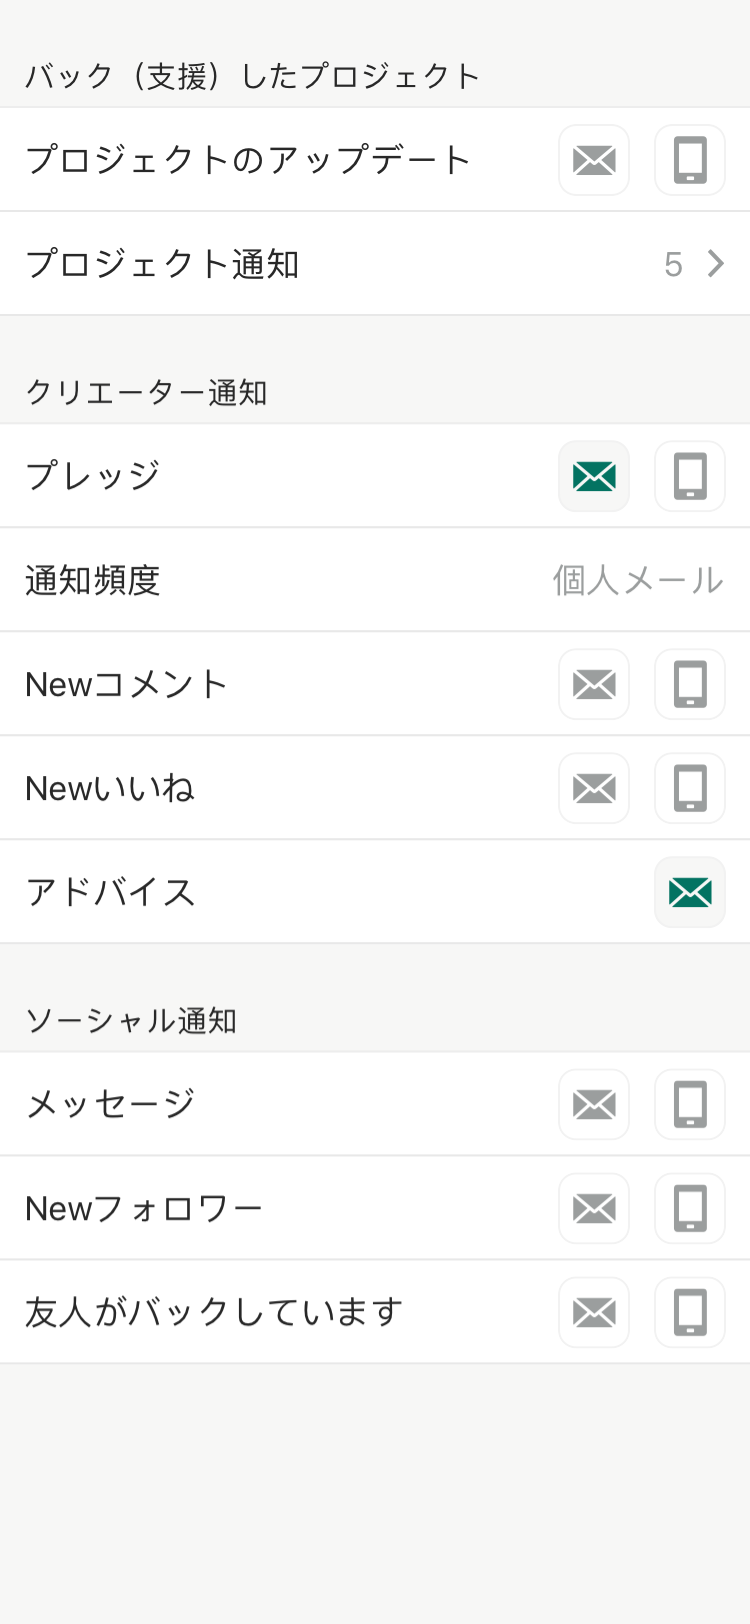 バック（支援）したプロジェクト
プロジェクトのアップデート
プロジェクト通知 5
クリエーター通知
プレッジ
通知頻度 個人メール
Newコメント
Newいいね
アドバイス
ソーシャル通知
メッセージ
Newフォロワー
友人がバックしています